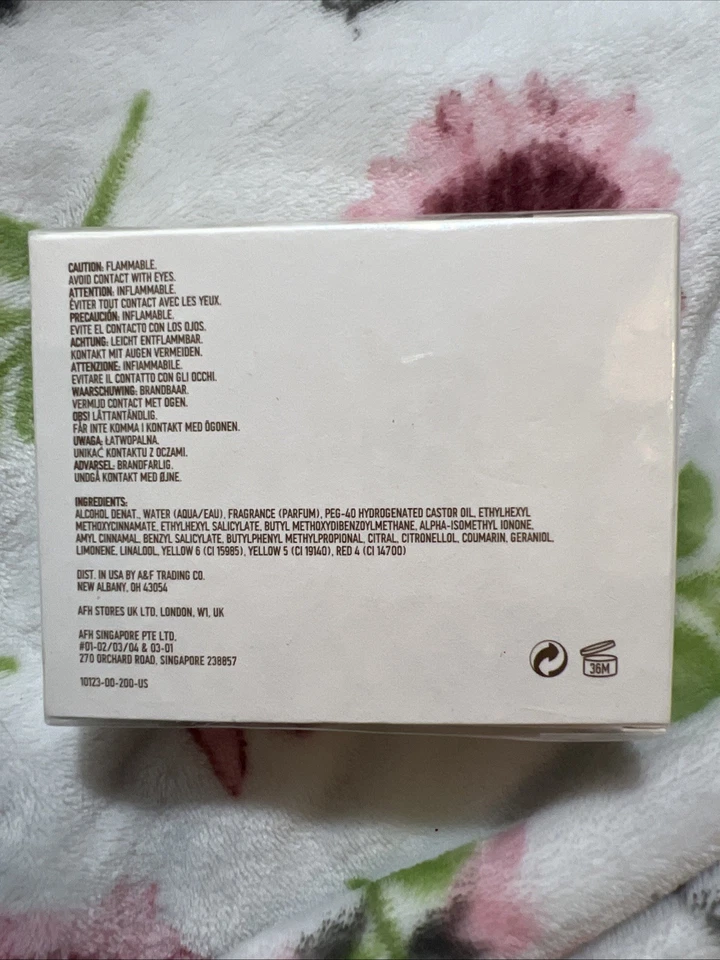 CAUTION: FLAMMABLE.
AVOID CONTACT WITH EYES.
ATTENTION: INFLAMMABLE.
ÉVITER TOUT CONTACT AVEC LES YEUX.
PRECAUCIÓN: INFLAMABLE.
EVITE EL CONTACTO CON LOS OJOS.
ACHTUNG: LEICHT ENTFLAMMBAR.
KONTAKT MIT AUGEN VERMEIDEN.
ATTENZIONE: INFIAMMABILE.
EVITARE IL CONTATTO CON GLI OCCHI.
WAARSCHUWING: BRANDBAAR.
VERMIJD CONTACT MET OGEN.
OBS! LÄTTANTÄNDLIG.
FÅR INTE KOMMA I KONTAKT MED ÖGONEN.
UWAGA: ŁATWOPALNA.
UNIKAĆ KONTAKTU Z OCZAMI.
ADVARSEL: BRANDFARLIG.
UNDGÅ KONTAKT MED ØJNE.
INGREDIENTS:
ALCOHOL DENAT., WATER (AQUA/EAU), FRAGRANCE (PARFUM), PEG-40 HYDROGENATED CASTOR OIL, ETHYLHEXYL
METHOXYCINNAMATE, ETHYLHEXYL SALICYLATE, BUTYL METHOXYDIBENZOYLMETHANE, ALPHA-ISOMETHYL IONONE,
AMYL CINNAMAL, BENZYL SALICYLATE, BUTYLPHENYL METHYLPROPIONAL, CITRAL, CITRONELLOL, COUMARIN, GERANIOL,
LIMONENE, LINALOOL, YELLOW 6 (CI 15985), YELLOW 5 (CI 19140), RED 4 (CI 14700)
DIST. IN USA BY A&F TRADING CO.
NEW ALBANY, OH 43054
AFH STORES UK LTD, LONDON, W1, UK
AFH SINGAPORE PTE LTD,
#01-02/03/04 & 03-01
270 ORCHARD ROAD, SINGAPORE 238857
10123-00-200-US
36M